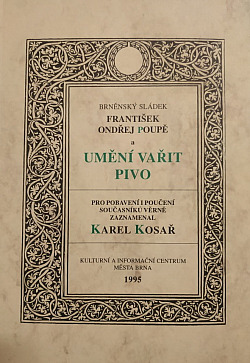 BRNĚNSKÝ SLÁDEK
FRANTIŠEK
ONDŘEJ POUPĚ
a
UMĚNÍ VAŘIT
PIVO
PRO POBAVENÍ I POUČENÍ
SOUČASNÍKŮ VĚRNĚ
ZAZNAMENAL
KAREL KOSAŘ
KULTURNÍ A INFORMAČNÍ CENTRUM
MĚSTA BRNA
1995